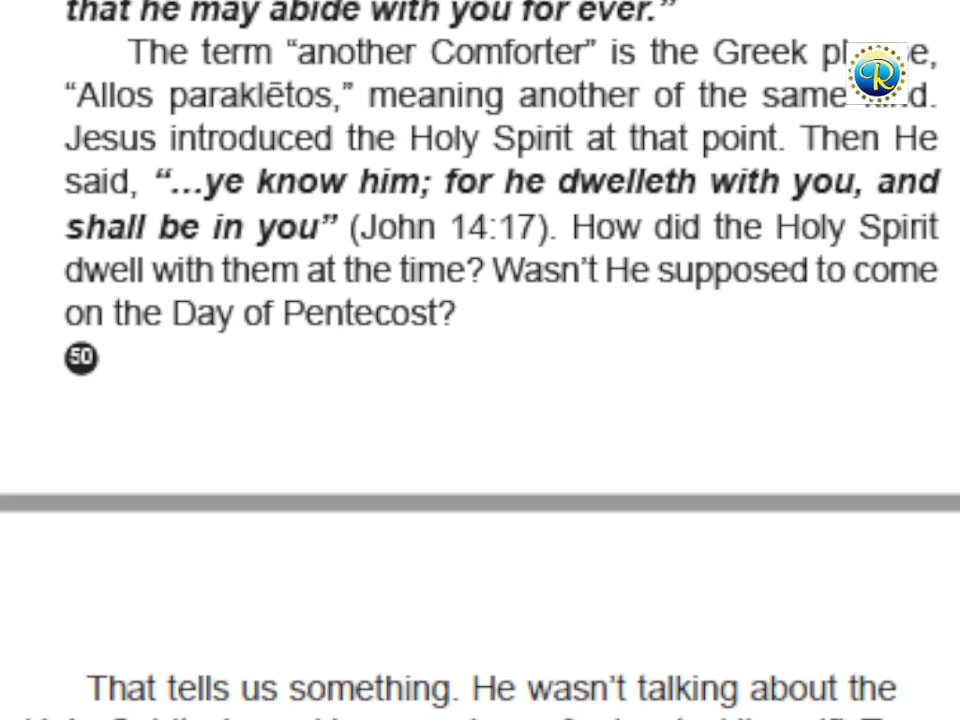 that he may abide with you for ever.”
The term “another Comforter” is the Greek
“Allos paraklētos,” meaning another of the same
Jesus introduced the Holy Spirit at that point. Then He
said, “...ye know him; for he dwelleth with you, and
shall be in you” (John 14:17). How did the Holy Spirit
dwell with them at the time? Wasn’t He supposed to come
on the Day of Pentecost?
50
R
That tells us something. He wasn’t talking about the